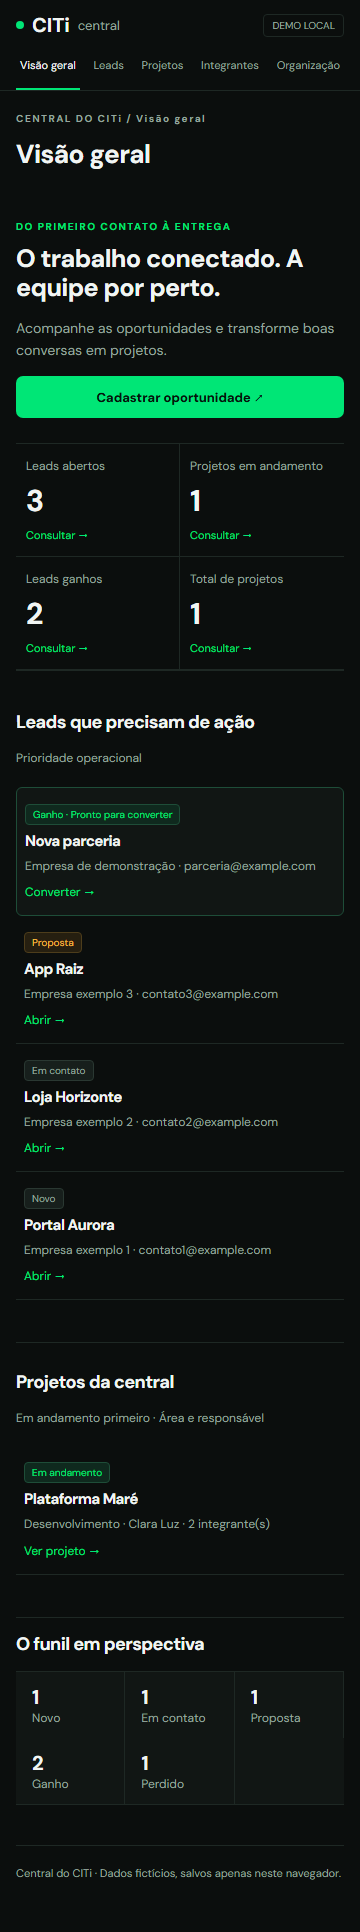 CITi central
DEMO LOCAL
Visão geral Leads Projetos Integrantes Organização
CENTRAL DO CITi / Visão geral
Visão geral
DO PRIMEIRO CONTATO À ENTREGA
O trabalho conectado. A
equipe por perto.
Acompanhe as oportunidades e transforme boas
conversas em projetos.
Cadastrar oportunidade ↗
Leads abertos
3
Consultar →
Projetos em andamento
1
Consultar →
Leads ganhos
2
Consultar →
Total de projetos
1
Consultar →
Leads que precisam de ação
Prioridade operacional
Ganho · Pronto para converter
Nova parceria
Empresa de demonstração · parceria@example.com
Converter →
Proposta
App Raiz
Empresa exemplo 3 · contato3@example.com
Abrir →
Em contato
Loja Horizonte
Empresa exemplo 2 · contato2@example.com
Abrir →
Novo
Portal Aurora
Empresa exemplo 1 · contato1@example.com
Abrir →
Projetos da central
Em andamento primeiro · Área e responsável
Em andamento
Plataforma Maré
Desenvolvimento · Clara Luz · 2 integrante(s)
Ver projeto →
O funil em perspectiva
1
Novo
1
Em contato
1
Proposta
2
Ganho
1
Perdido
Central do CITi · Dados fictícios, salvos apenas neste navegador.